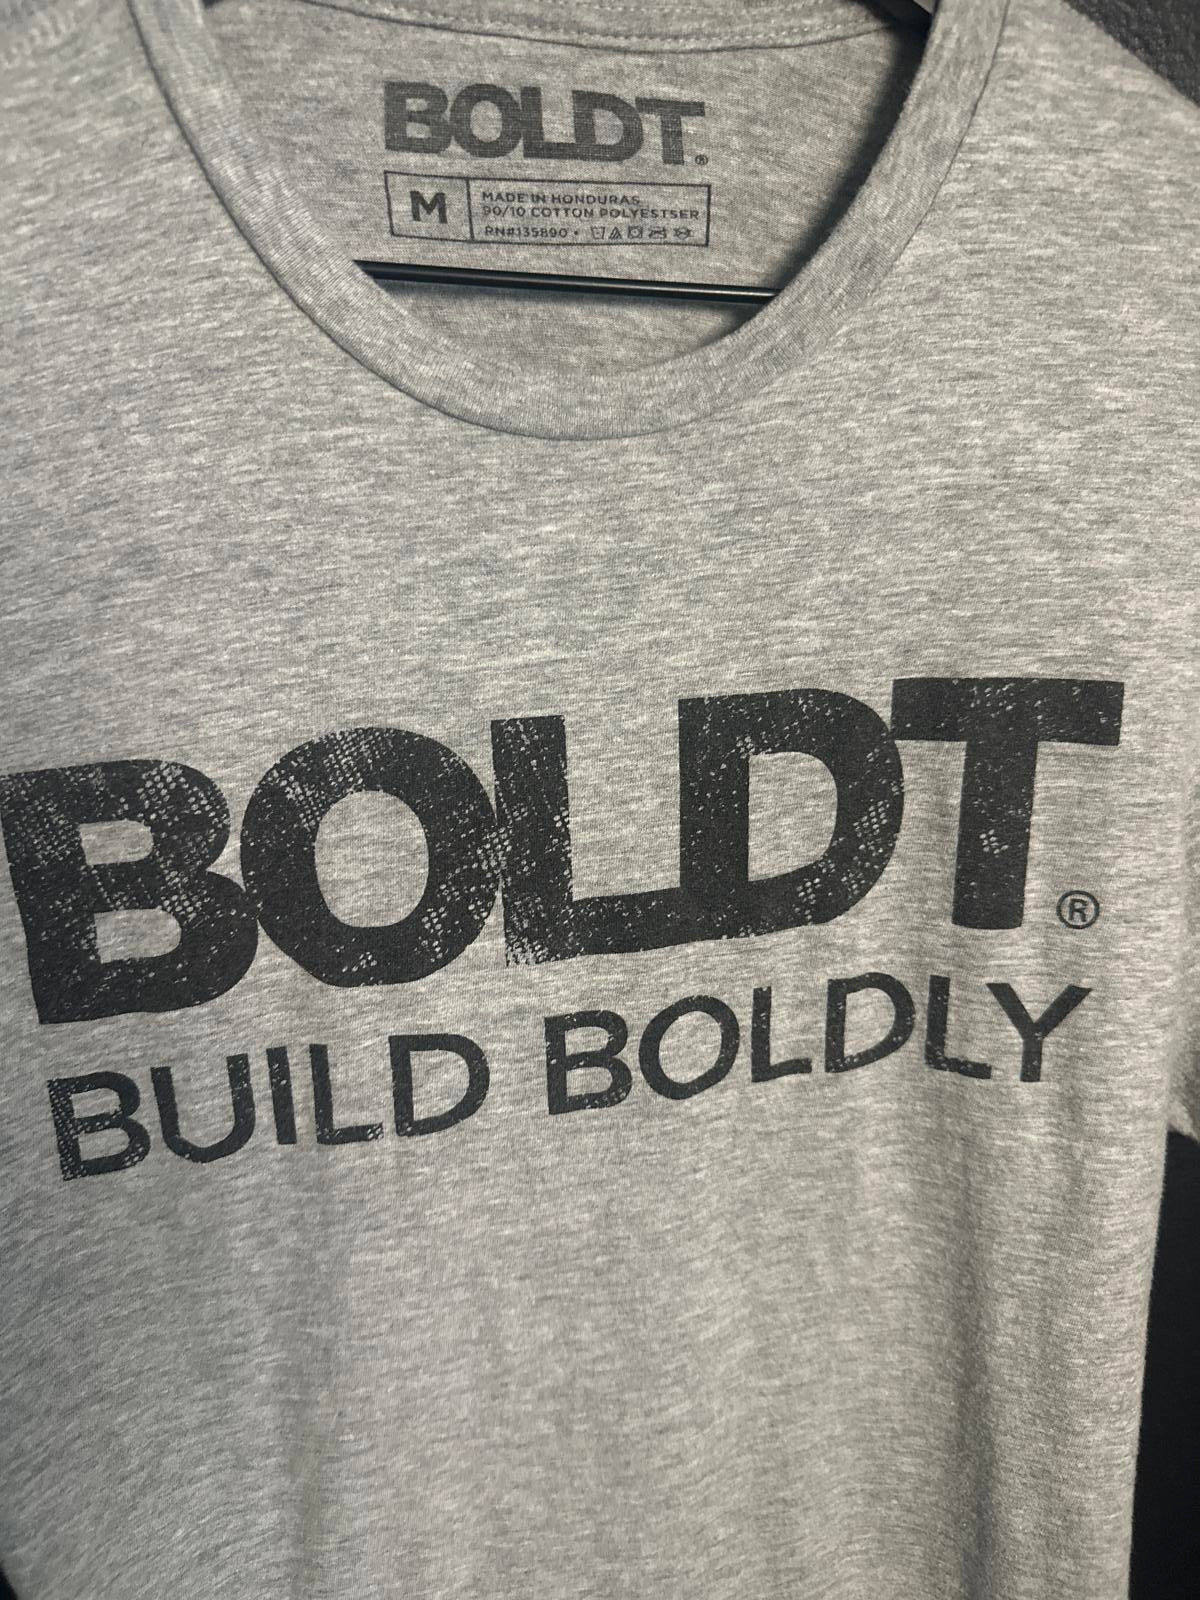 BOLDT®
M
MADE IN HONDURAS
90/10 COTTON POLYESTSER
RN#135890 •
BOLDT®
BUILD BOLDLY